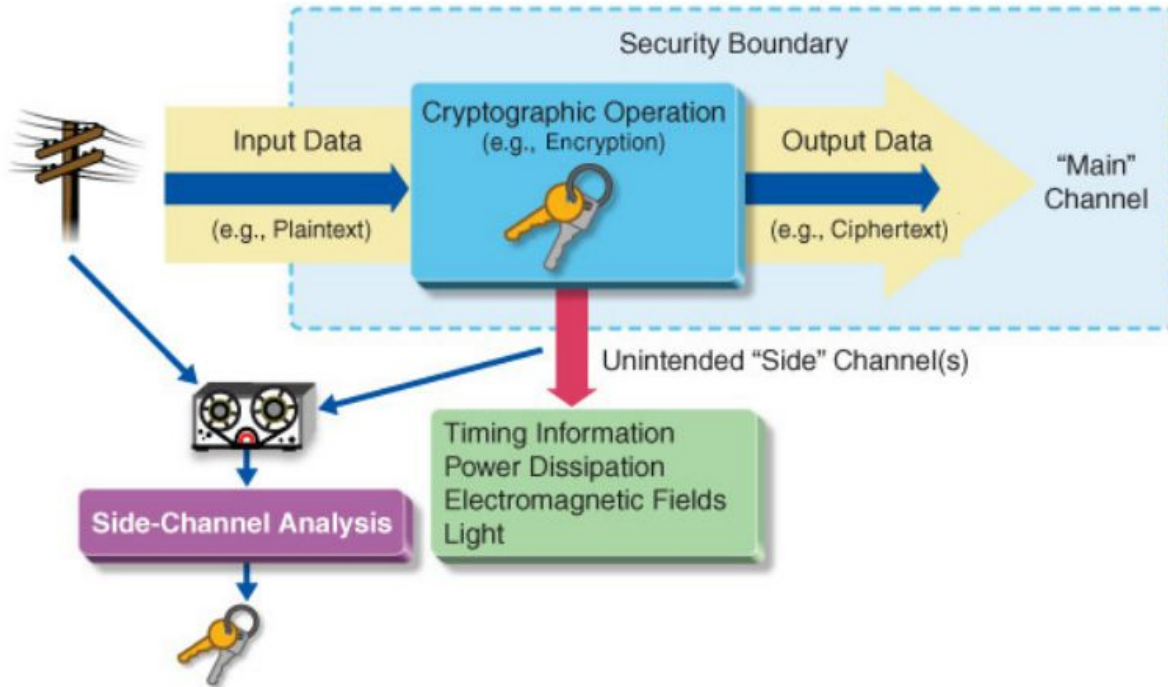 Security Boundary
Cryptographic Operation
(e.g., Encryption)
Input Data
(e.g., Plaintext)
Output Data
(e.g., Ciphertext)
“Main”
Channel
Unintended “Side” Channel(s)
Timing Information
Power Dissipation
Electromagnetic Fields
Light
Side-Channel Analysis